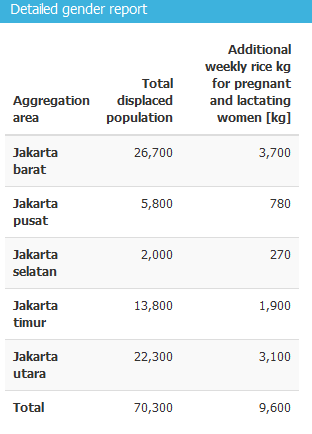 Detailed gender report
Aggregation area Total displaced population Additional weekly rice kg for pregnant and lactating women [kg]
Jakarta barat 26,700 3,700
Jakarta pusat 5,800 780
Jakarta selatan 2,000 270
Jakarta timur 13,800 1,900
Jakarta utara 22,300 3,100
Total 70,300 9,600